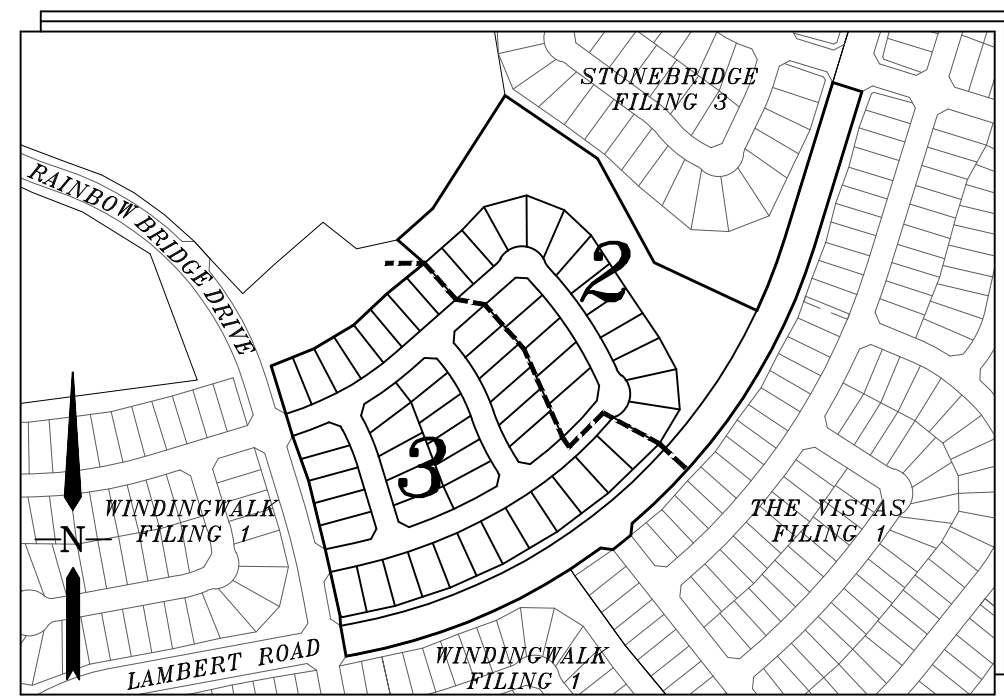 STONEBRIDGE
FILING 3
RAINBOW BRIDGE DRIVE
2
3
WINDINGWALK
FILING 1
THE VISTAS
FILING 1
N
LAMBERT ROAD
WINDINGWALK
FILING 1